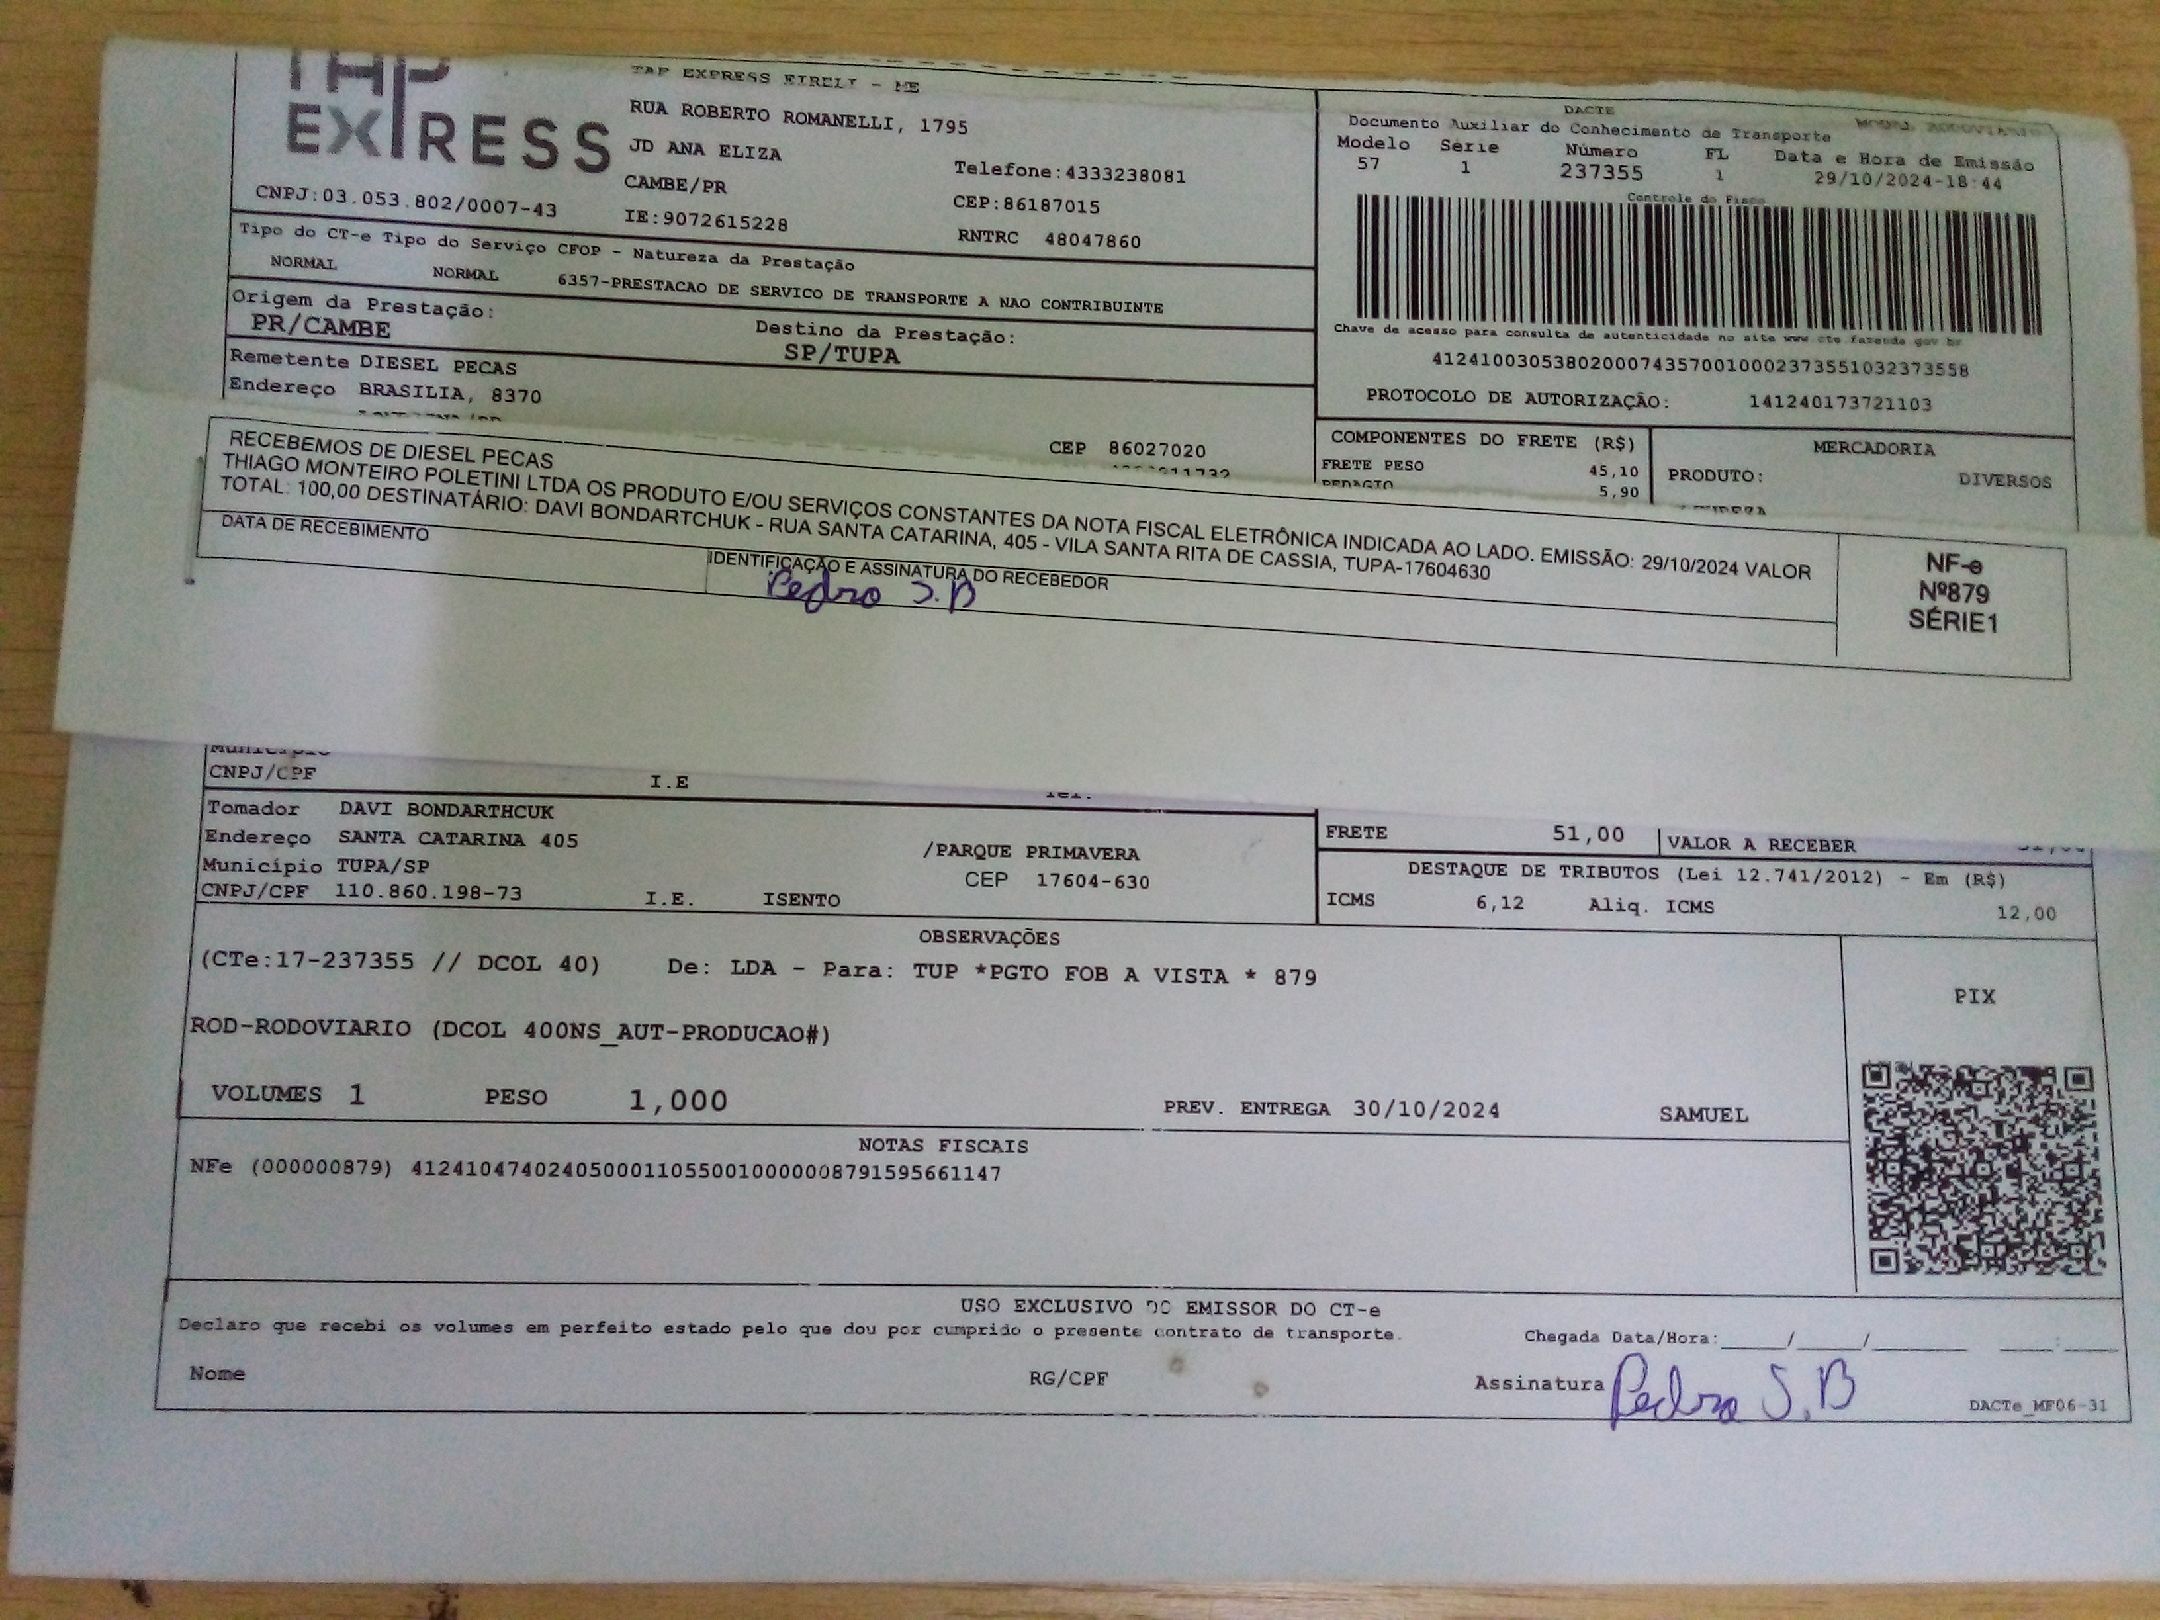 TAP
EXPRESS
CNPJ:03.053.802/0007-43
TAP EXPRESS EIRELI - ME
RUA ROBERTO ROMANELLI, 1795
JD ANA ELIZA
CAMBE/PR
IE:9072615228
Telefone:4333238081
CEP:86187015
RNTRC 48047860
DACTE
Documento Auxiliar do Conhecimento de Transporte
Modelo Série Número FL Data e Hora de Emissão
57 1 237355 1 29/10/2024-18:44
Controle do Fisco
Chave de acesso para consulta de autenticidade no site www.cte.fazenda.gov.br
41241003053802000743570010002373551032373558
PROTOCOLO DE AUTORIZAÇÃO: 141240173721103
Tipo do CT-e Tipo do Serviço CFOP - Natureza da Prestação
NORMAL NORMAL 6357-PRESTACAO DE SERVICO DE TRANSPORTE A NAO CONTRIBUINTE
Origem da Prestação: Destino da Prestação:
PR/CAMBE SP/TUPA
Remetente DIESEL PECAS
Endereço BRASILIA, 8370
CEP 86027020
COMPONENTES DO FRETE (R$)
FRETE PESO 45,10
PEDAGIO 5,90
MERCADORIA
PRODUTO: DIVERSOS
RECEBEMOS DE DIESEL PECAS
THIAGO MONTEIRO POLETINI LTDA OS PRODUTO E/OU SERVIÇOS CONSTANTES DA NOTA FISCAL ELETRÔNICA INDICADA AO LADO. EMISSÃO: 29/10/2024 VALOR
TOTAL: 100,00 DESTINATÁRIO: DAVI BONDARTCHUK - RUA SANTA CATARINA, 405 - VILA SANTA RITA DE CASSIA, TUPA-17604630
DATA DE RECEBIMENTO
IDENTIFICAÇÃO E ASSINATURA DO RECEBEDOR
Pedro S.B
NF-e
Nº879
SÉRIE1
Município
CNPJ/CPF I.E
Tomador DAVI BONDARTHCUK
Endereço SANTA CATARINA 405 /PARQUE PRIMAVERA
Município TUPA/SP CEP 17604-630
CNPJ/CPF 110.860.198-73 I.E. ISENTO
FRETE 51,00 VALOR A RECEBER
DESTAQUE DE TRIBUTOS (Lei 12.741/2012) - Em (R$)
ICMS 6,12 Aliq. ICMS 12,00
OBSERVAÇÕES
(CTe:17-237355 // DCOL 40) De: LDA - Para: TUP *PGTO FOB A VISTA * 879
ROD-RODOVIARIO (DCOL 400NS_AUT-PRODUCAO#)
VOLUMES 1 PESO 1,000 PREV. ENTREGA 30/10/2024 SAMUEL
PIX
NOTAS FISCAIS
NFe (000000879) 41241047402405000110550010000008791595661147
USO EXCLUSIVO DO EMISSOR DO CT-e
Declaro que recebi os volumes em perfeito estado pelo que dou por cumprido o presente contrato de transporte.
Chegada Data/Hora:_____/_____/_______ ____:____
Nome RG/CPF Assinatura Pedro S.B
DACTe_MF06-31